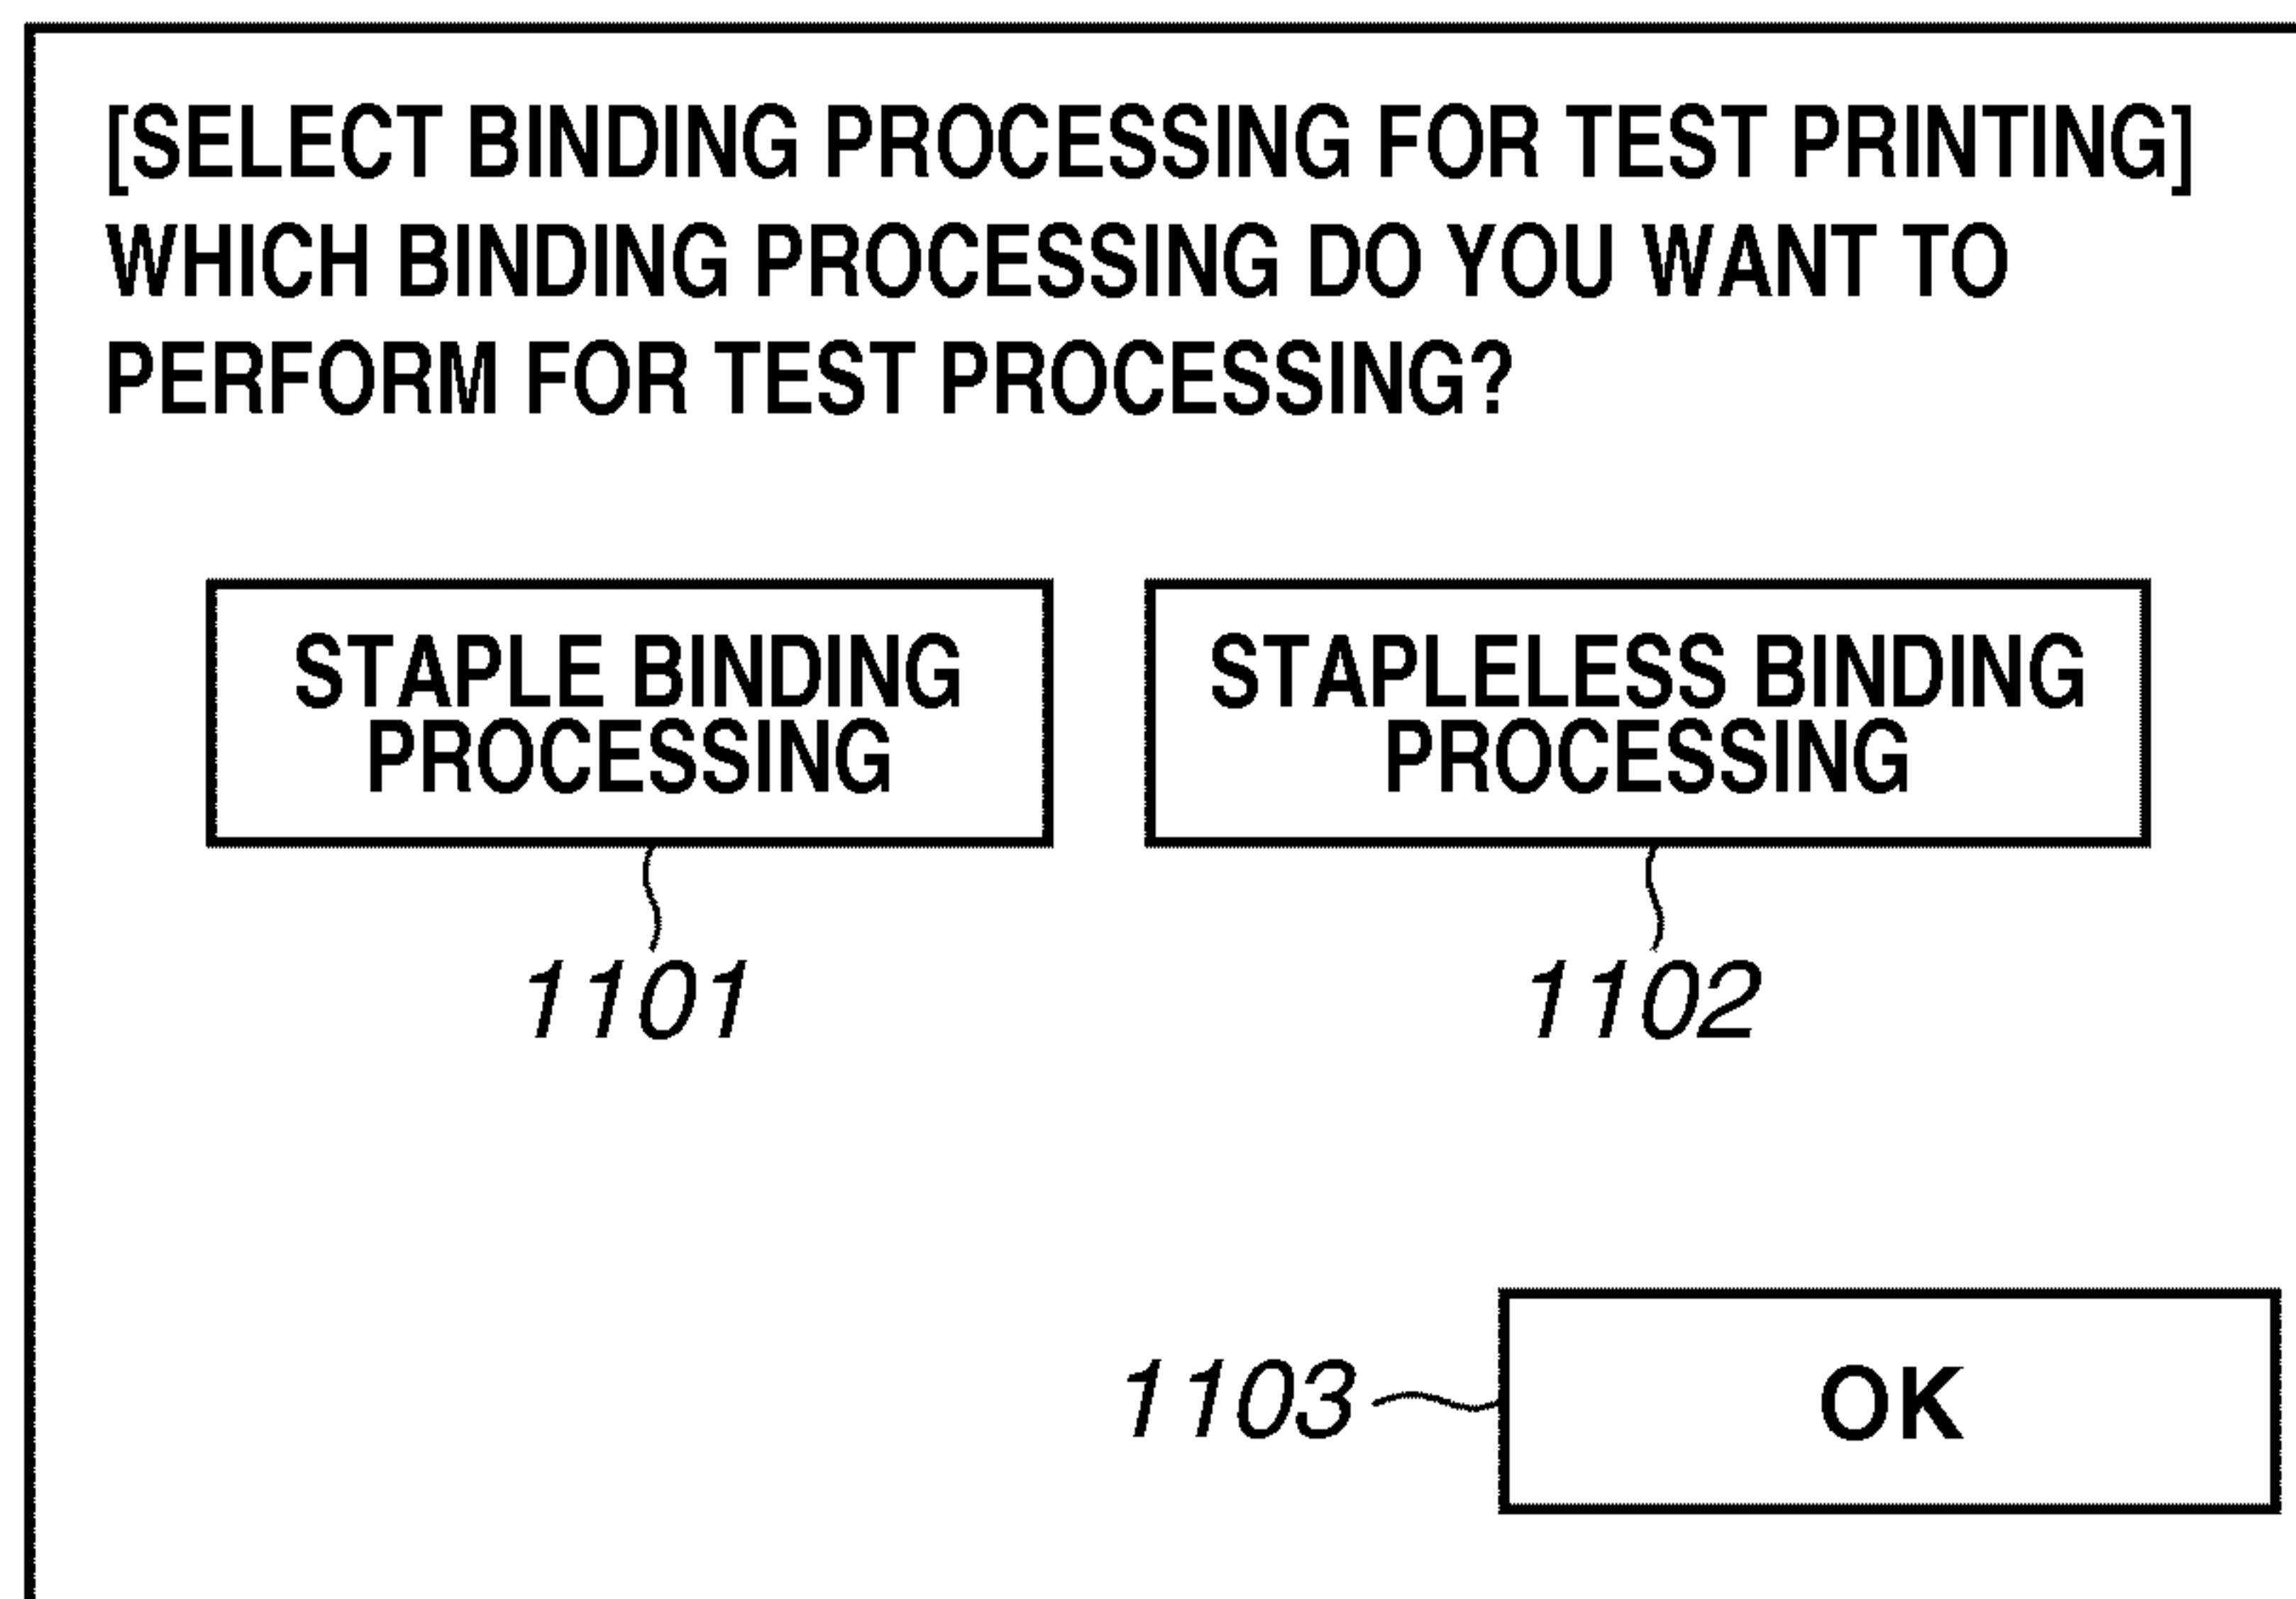 [SELECT BINDING PROCESSING FOR TEST PRINTING]
WHICH BINDING PROCESSING DO YOU WANT TO
PERFORM FOR TEST PROCESSING?
STAPLE BINDING
PROCESSING
STAPLELESS BINDING
PROCESSING
1101
1102
1103
OK